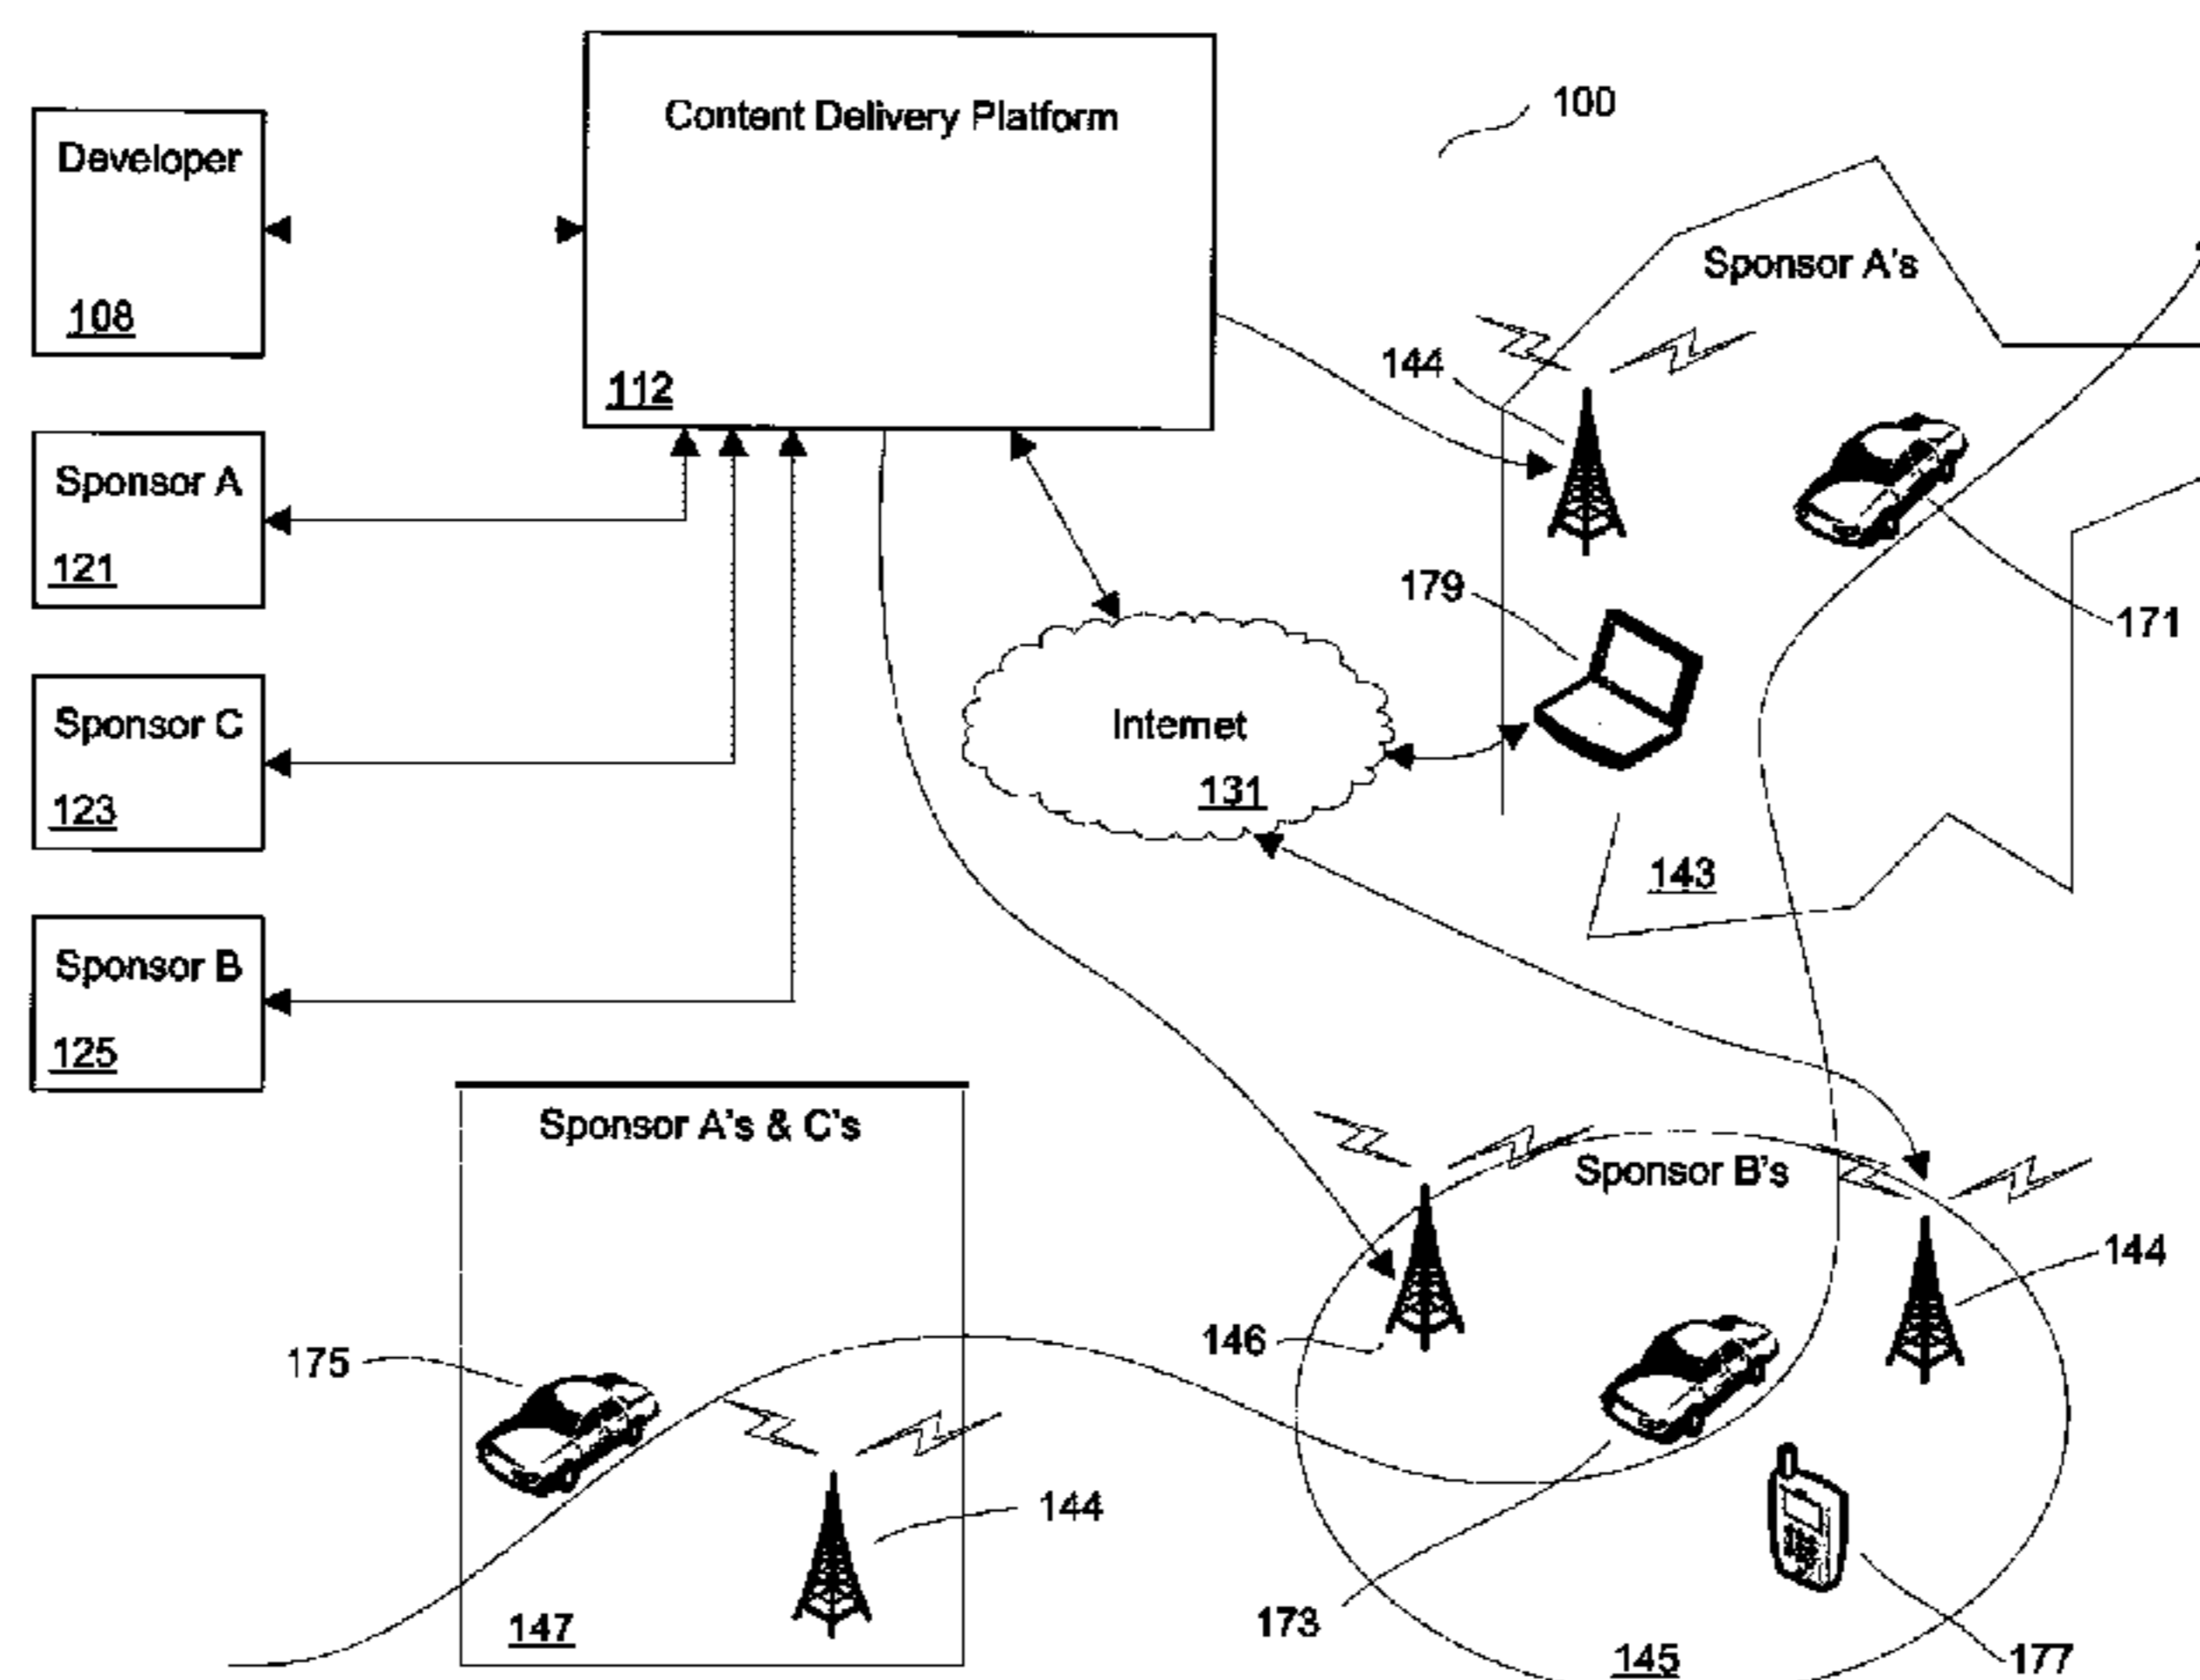 Content Delivery Platform
112
100
Developer
108
Sponsor A
121
Sponsor C
123
Sponsor B
125
Internet
131
Sponsor A's
144
171
179
143
Sponsor A's & C's
175
144
147
Sponsor B's
146
144
173
177
145